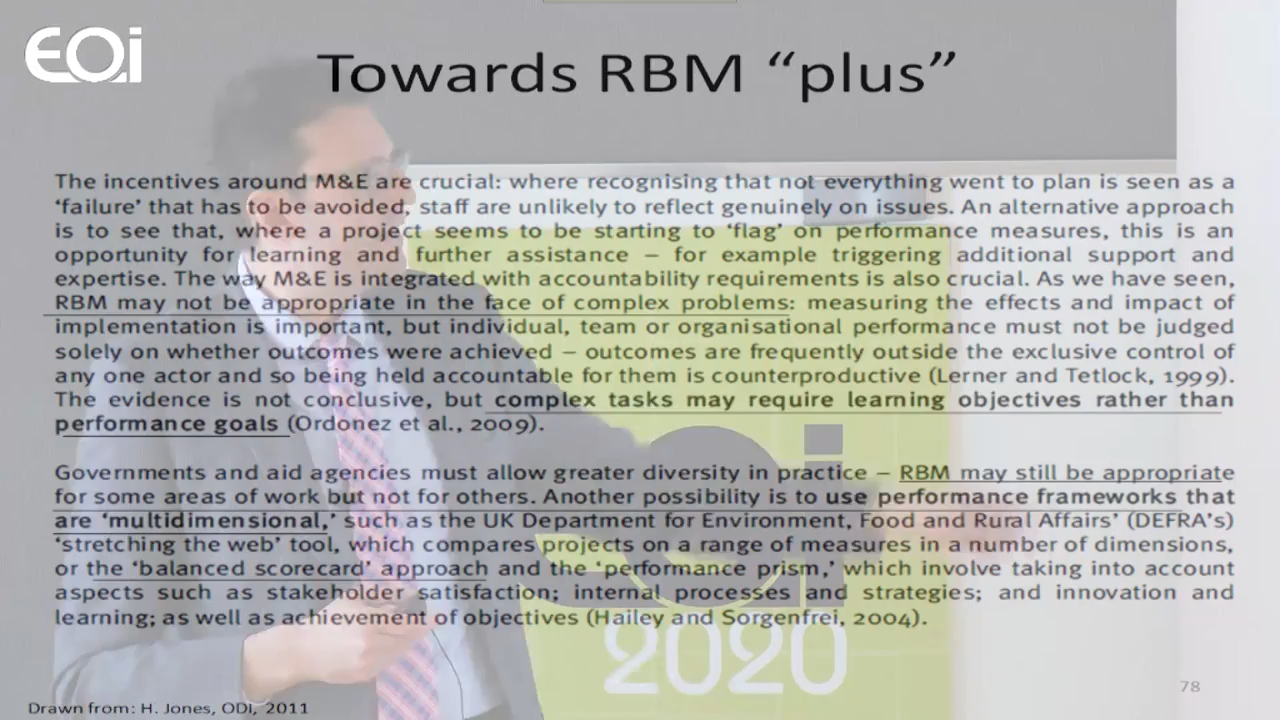 EOi
Towards RBM “plus”
The incentives around M&E are crucial: where recognising that not everything went to plan is seen as a
‘failure’ that has to be avoided, staff are unlikely to reflect genuinely on issues. An alternative approach
is to see that, where a project seems to be starting to ‘flag’ on performance measures, this is an
opportunity for learning and further assistance – for example triggering additional support and
expertise. The way M&E is integrated with accountability requirements is also crucial. As we have seen,
RBM may not be appropriate in the face of complex problems: measuring the effects and impact of
implementation is important, but individual, team or organisational performance must not be judged
solely on whether outcomes were achieved – outcomes are frequently outside the exclusive control of
any one actor and so being held accountable for them is counterproductive (Lerner and Tetlock, 1999).
The evidence is not conclusive, but complex tasks may require learning objectives rather than
performance goals (Ordonez et al., 2009).
Governments and aid agencies must allow greater diversity in practice – RBM may still be appropriate
for some areas of work but not for others. Another possibility is to use performance frameworks that
are ‘multidimensional,’ such as the UK Department for Environment, Food and Rural Affairs’ (DEFRA’s)
‘stretching the web’ tool, which compares projects on a range of measures in a number of dimensions,
or the ‘balanced scorecard’ approach and the ‘performance prism,’ which involve taking into account
aspects such as stakeholder satisfaction; internal processes and strategies; and innovation and
learning; as well as achievement of objectives (Hailey and Sorgenfrei, 2004).
eoi
2020
78
Drawn from: H. Jones, ODI, 2011